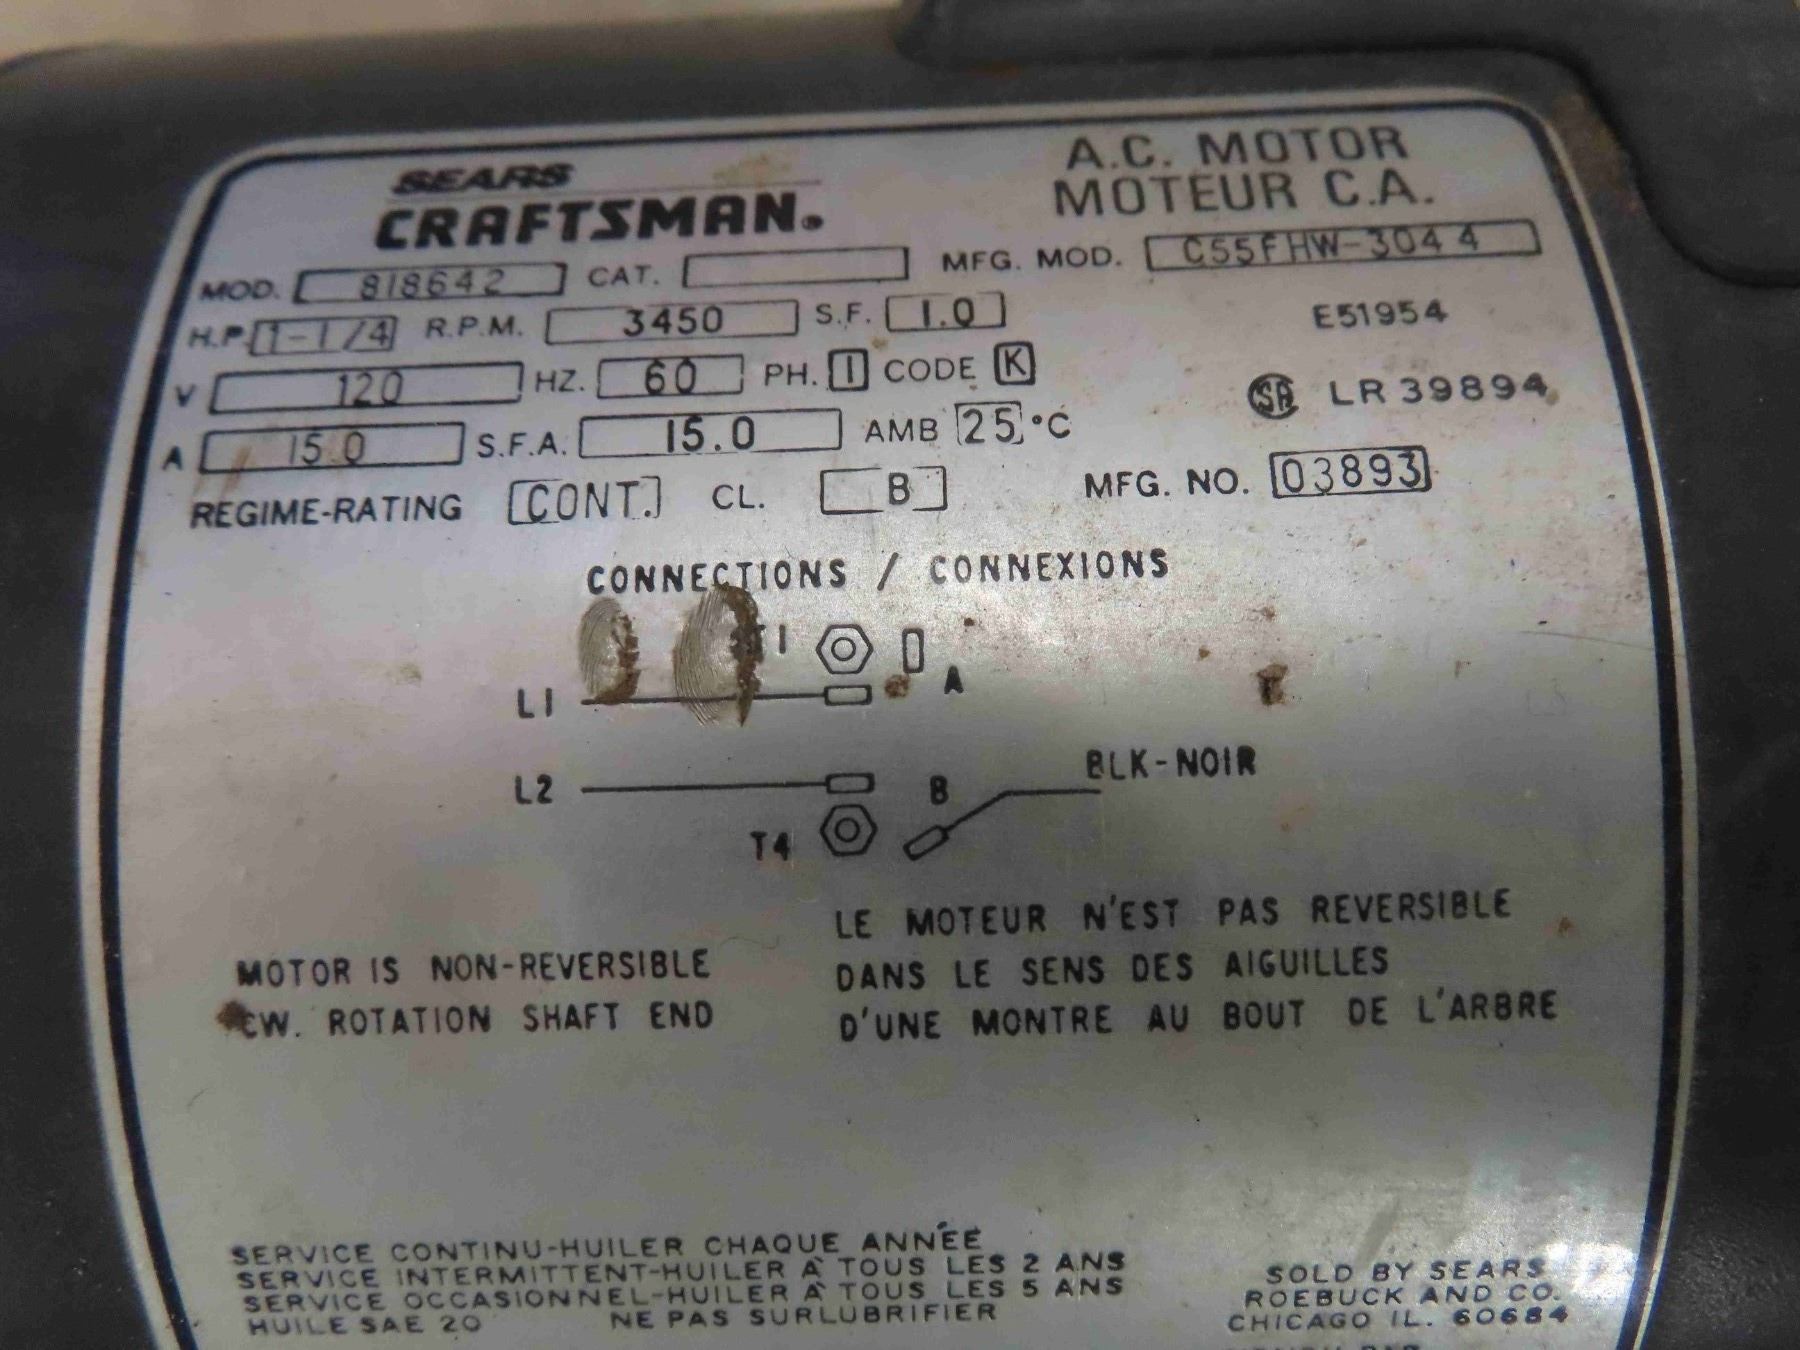 SEARS
CRAFTSMAN.
A.C. MOTOR
MOTEUR C.A.
MOD. 818642 CAT. MFG. MOD. C55FHW-3044
H.P. 1-1/4 R.P.M. 3450 S.F. 1.0
E51954
V 120 HZ. 60 PH. 1 CODE K
SA LR 39894
A 15.0 S.F.A. 15.0 AMB 25 °C
REGIME-RATING CONT. CL. B MFG. NO. 03893
CONNECTIONS / CONNEXIONS
T1
L1 A
L2 B BLK-NOIR
T4
MOTOR IS NON-REVERSIBLE
CW. ROTATION SHAFT END
LE MOTEUR N'EST PAS REVERSIBLE
DANS LE SENS DES AIGUILLES
D'UNE MONTRE AU BOUT DE L'ARBRE
SERVICE CONTINU-HUILER CHAQUE ANNÉE
SERVICE INTERMITTENT-HUILER À TOUS LES 2 ANS
SERVICE OCCASIONNEL-HUILER À TOUS LES 5 ANS
HUILE SAE 20 NE PAS SURLUBRIFIER
SOLD BY SEARS
ROEBUCK AND CO.
CHICAGO IL. 60684